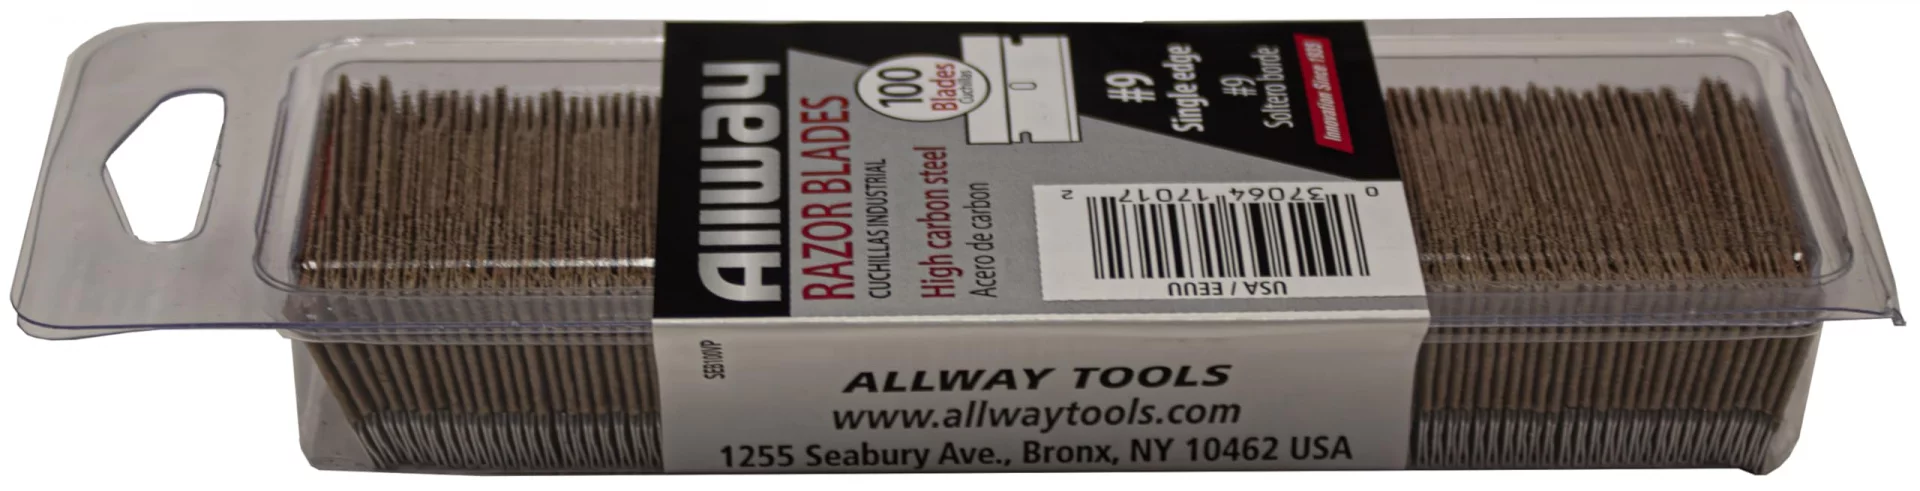 Allway
RAZOR BLADES
CUCHILLAS INDUSTRIAL
High carbon steel
Acero de carbon
100
Blades
Cuchillas
#9
Single edge
#9
Soltero borde
Innovation Since 1935
0 37064 17017 2
USA / EEUU
SEB100VP
ALLWAY TOOLS
www.allwaytools.com
1255 Seabury Ave., Bronx, NY 10462 USA